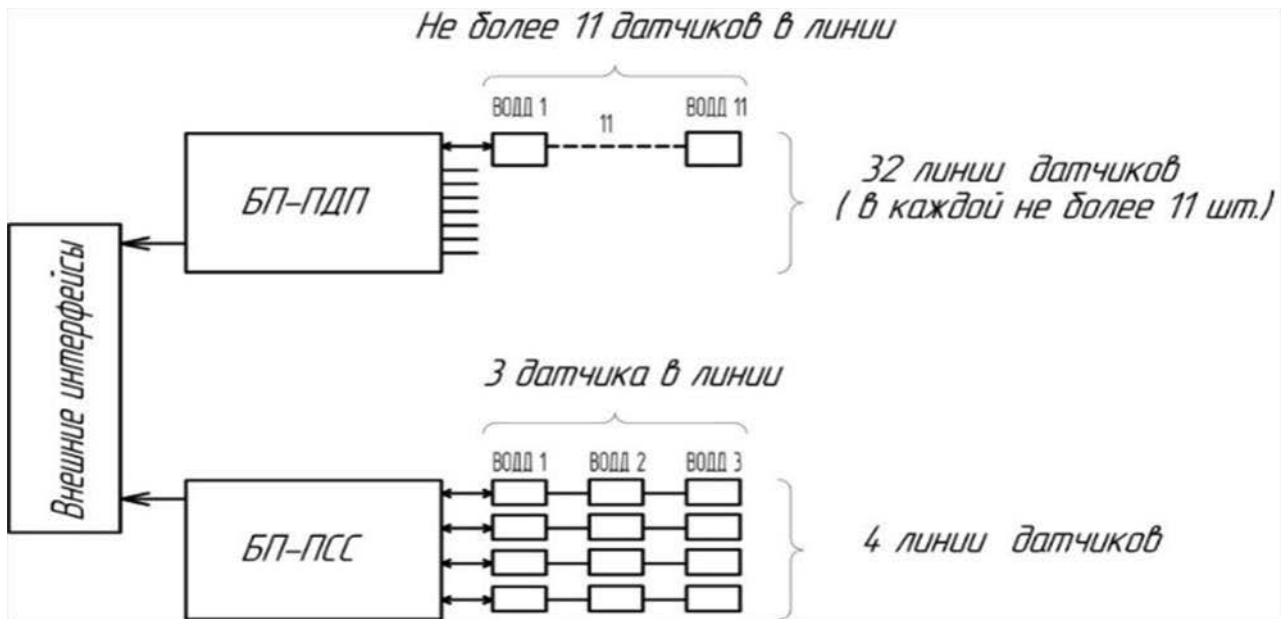 Не более 11 датчиков в линии
ВОДД 1
11
ВОДД 11
БП-ПДП
32 линии датчиков
( в каждой не более 11 шт.)
Внешние интерфейсы
3 датчика в линии
ВОДД 1
ВОДД 2
ВОДД 3
БП-ПСС
4 линии датчиков